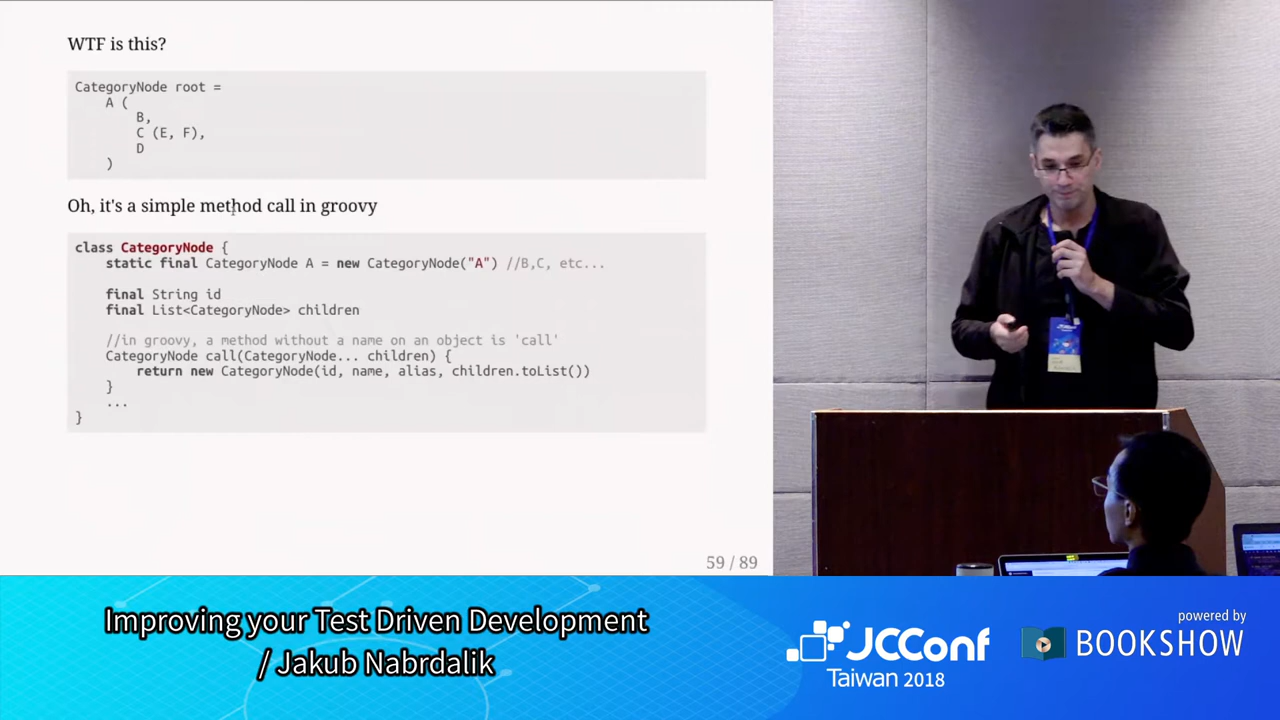 WTF is this?
CategoryNode root =
    A (
        B,
        C (E, F),
        D
    )
Oh, it's a simple method call in groovy
class CategoryNode {
    static final CategoryNode A = new CategoryNode("A") //B,C, etc...
    final String id
    final List<CategoryNode> children
    //in groovy, a method without a name on an object is 'call'
    CategoryNode call(CategoryNode... children) {
        return new CategoryNode(id, name, alias, children.toList())
    }
    ...
}
59 / 89
Improving your Test Driven Development
/ Jakub Nabrdalik
JCConf
Taiwan 2018
powered by
BOOKSHOW